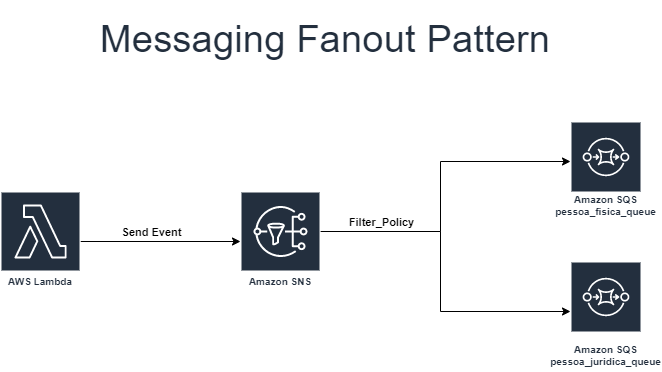 Messaging Fanout Pattern
Send Event
Filter_Policy
AWS Lambda
Amazon SNS
Amazon SQS
pessoa_fisica_queue
Amazon SQS
pessoa_juridica_queue